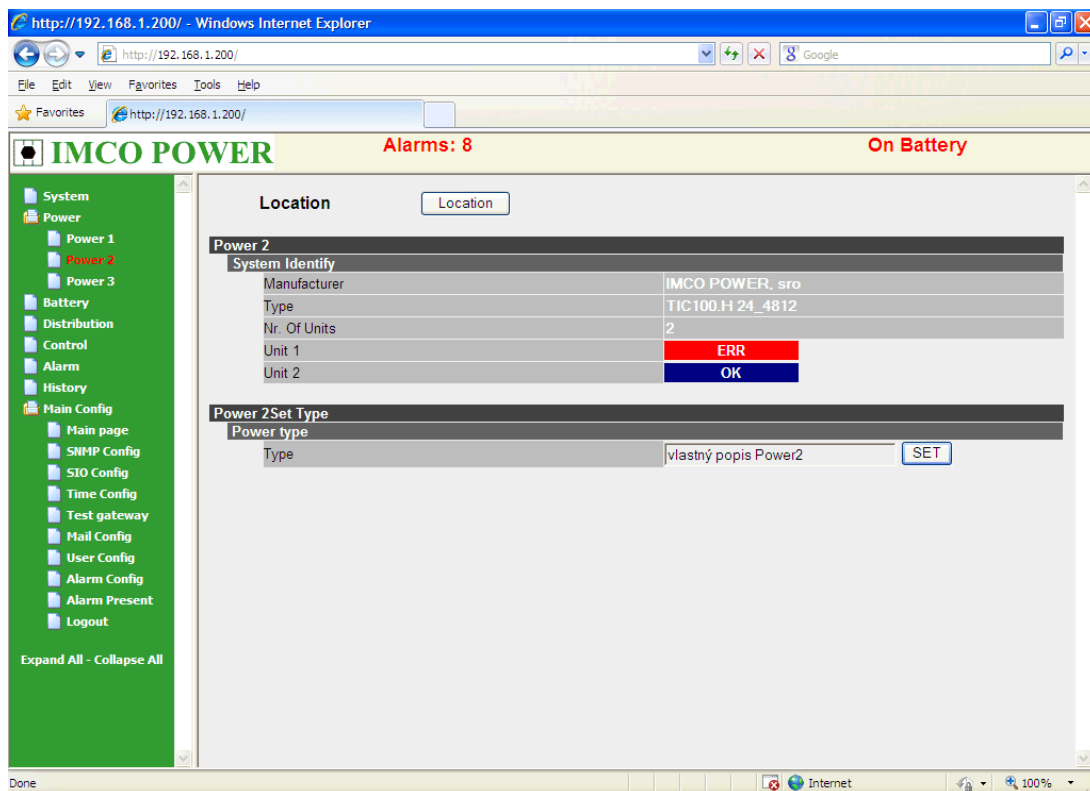 http://192.168.1.200/ - Windows Internet Explorer
http://192.168.1.200/
Google
File Edit View Favorites Tools Help
Favorites http://192.168.1.200/
IMCO POWER Alarms: 8 On Battery
System
Power
Power 1
Power 2
Power 3
Battery
Distribution
Control
Alarm
History
Main Config
Main page
SNMP Config
SIO Config
Time Config
Test gateway
Mail Config
User Config
Alarm Config
Alarm Present
Logout
Expand All - Collapse All
Location Location
Power 2
System Identify
Manufacturer IMCO POWER, sro
Type TIC100.H 24_4812
Nr. Of Units 2
Unit 1 ERR
Unit 2 OK
Power 2Set Type
Power type
Type vlastný popis Power2 SET
Done Internet 100%